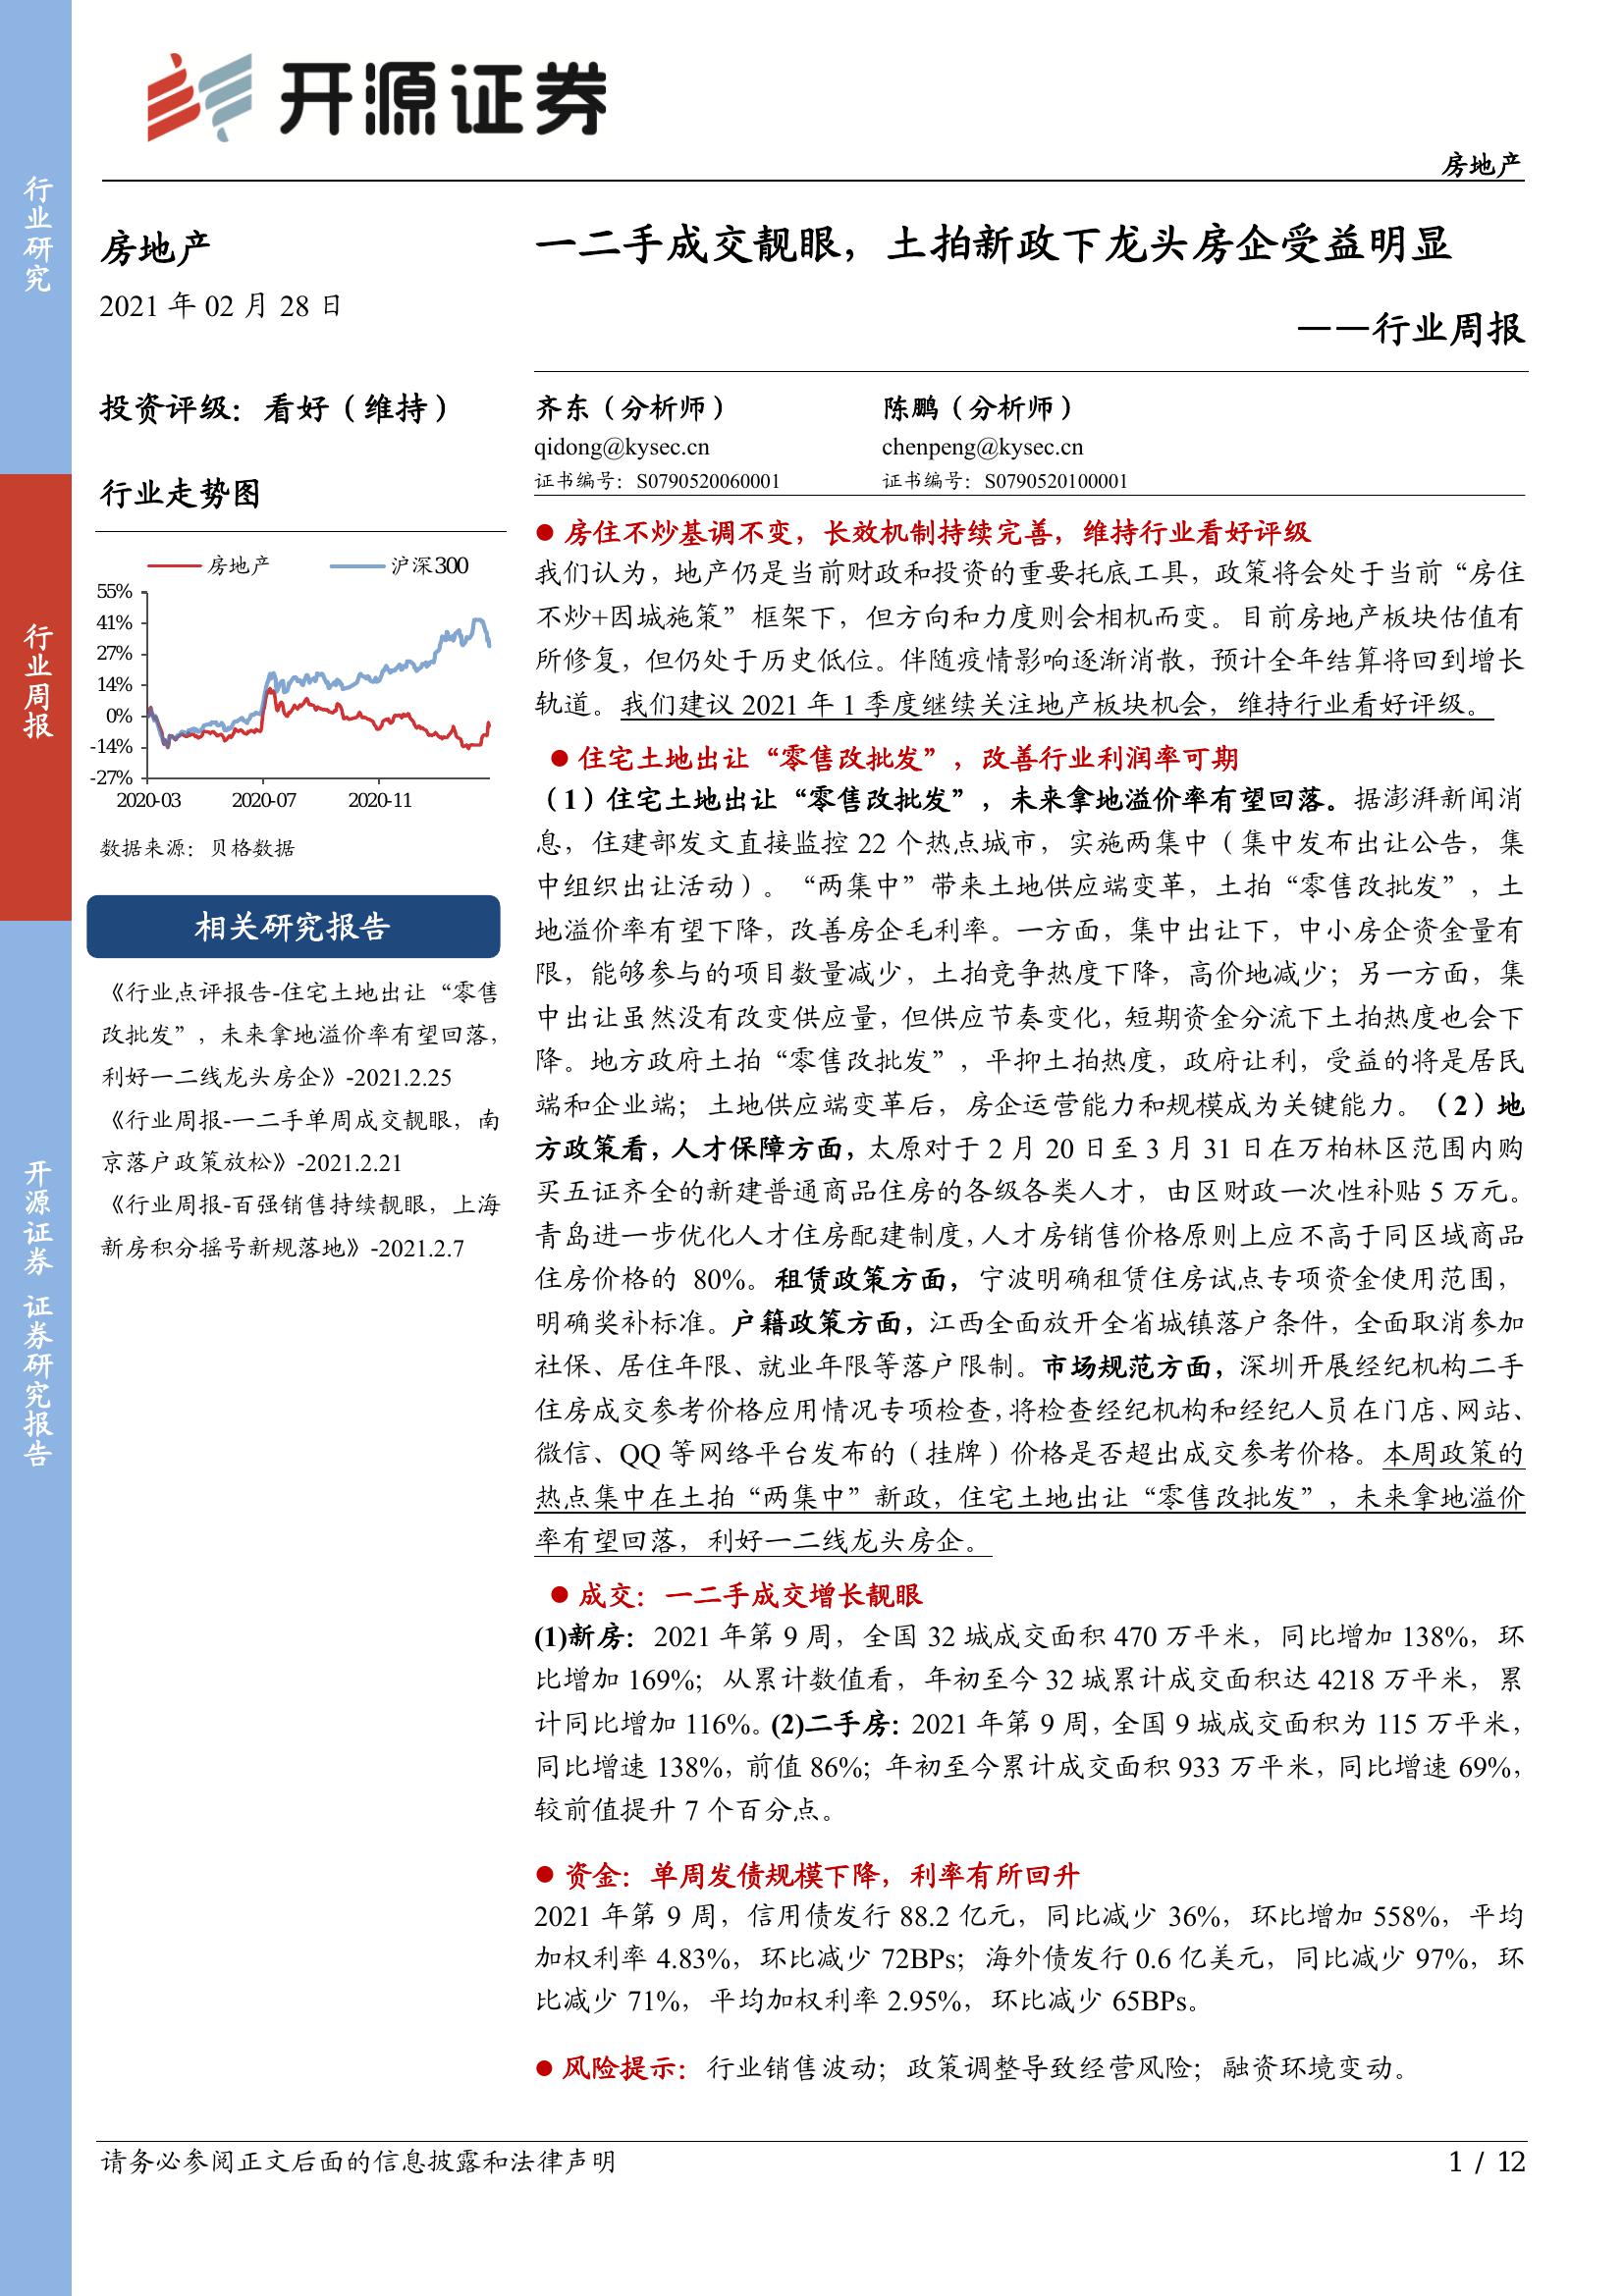 开源证券
房地产
行业研究
行业周报
开源证券 证券研究报告
房地产
2021 年 02 月 28 日
投资评级：看好（维持）
行业走势图
房地产 沪深300
55%
41%
27%
14%
0%
-14%
-27%
2020-03 2020-07 2020-11
数据来源：贝格数据
相关研究报告
《行业点评报告-住宅土地出让“零售
改批发”，未来拿地溢价率有望回落，
利好一二线龙头房企》-2021.2.25
《行业周报-一二手单周成交靓眼，南
京落户政策放松》-2021.2.21
《行业周报-百强销售持续靓眼，上海
新房积分摇号新规落地》-2021.2.7
一二手成交靓眼，土拍新政下龙头房企受益明显
——行业周报
齐东（分析师） 陈鹏（分析师）
qidong@kysec.cn chenpeng@kysec.cn
证书编号：S0790520060001 证书编号：S0790520100001
● 房住不炒基调不变，长效机制持续完善，维持行业看好评级
我们认为，地产仍是当前财政和投资的重要托底工具，政策将会处于当前“房住
不炒+因城施策”框架下，但方向和力度则会相机而变。目前房地产板块估值有
所修复，但仍处于历史低位。伴随疫情影响逐渐消散，预计全年结算将回到增长
轨道。我们建议 2021 年 1 季度继续关注地产板块机会，维持行业看好评级。
● 住宅土地出让“零售改批发”，改善行业利润率可期
（1）住宅土地出让“零售改批发”，未来拿地溢价率有望回落。据澎湃新闻消
息，住建部发文直接监控 22 个热点城市，实施两集中（集中发布出让公告，集
中组织出让活动）。“两集中”带来土地供应端变革，土拍“零售改批发”，土
地溢价率有望下降，改善房企毛利率。一方面，集中出让下，中小房企资金量有
限，能够参与的项目数量减少，土拍竞争热度下降，高价地减少；另一方面，集
中出让虽然没有改变供应量，但供应节奏变化，短期资金分流下土拍热度也会下
降。地方政府土拍“零售改批发”，平抑土拍热度，政府让利，受益的将是居民
端和企业端；土地供应端变革后，房企运营能力和规模成为关键能力。（2）地
方政策看，人才保障方面，太原对于 2 月 20 日至 3 月 31 日在万柏林区范围内购
买五证齐全的新建普通商品住房的各级各类人才，由区财政一次性补贴 5 万元。
青岛进一步优化人才住房配建制度，人才房销售价格原则上应不高于同区域商品
住房价格的 80%。租赁政策方面，宁波明确租赁住房试点专项资金使用范围，
明确奖补标准。户籍政策方面，江西全面放开全省城镇落户条件，全面取消参加
社保、居住年限、就业年限等落户限制。市场规范方面，深圳开展经纪机构二手
住房成交参考价格应用情况专项检查，将检查经纪机构和经纪人员在门店、网站、
微信、QQ 等网络平台发布的（挂牌）价格是否超出成交参考价格。本周政策的
热点集中在土拍“两集中”新政，住宅土地出让“零售改批发”，未来拿地溢价
率有望回落，利好一二线龙头房企。
● 成交：一二手成交增长靓眼
(1)新房：2021 年第 9 周，全国 32 城成交面积 470 万平米，同比增加 138%，环
比增加 169%；从累计数值看，年初至今 32 城累计成交面积达 4218 万平米，累
计同比增加 116%。(2)二手房：2021 年第 9 周，全国 9 城成交面积为 115 万平米，
同比增速 138%，前值 86%；年初至今累计成交面积 933 万平米，同比增速 69%，
较前值提升 7 个百分点。
● 资金：单周发债规模下降，利率有所回升
2021 年第 9 周，信用债发行 88.2 亿元，同比减少 36%，环比增加 558%，平均
加权利率 4.83%，环比减少 72BPs；海外债发行 0.6 亿美元，同比减少 97%，环
比减少 71%，平均加权利率 2.95%，环比减少 65BPs。
● 风险提示：行业销售波动；政策调整导致经营风险；融资环境变动。
请务必参阅正文后面的信息披露和法律声明 1 / 12